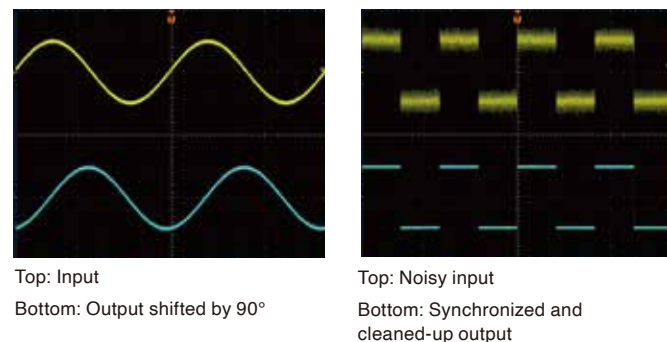 Top: Input
Bottom: Output shifted by 90°
Top: Noisy input
Bottom: Synchronized and
cleaned-up output